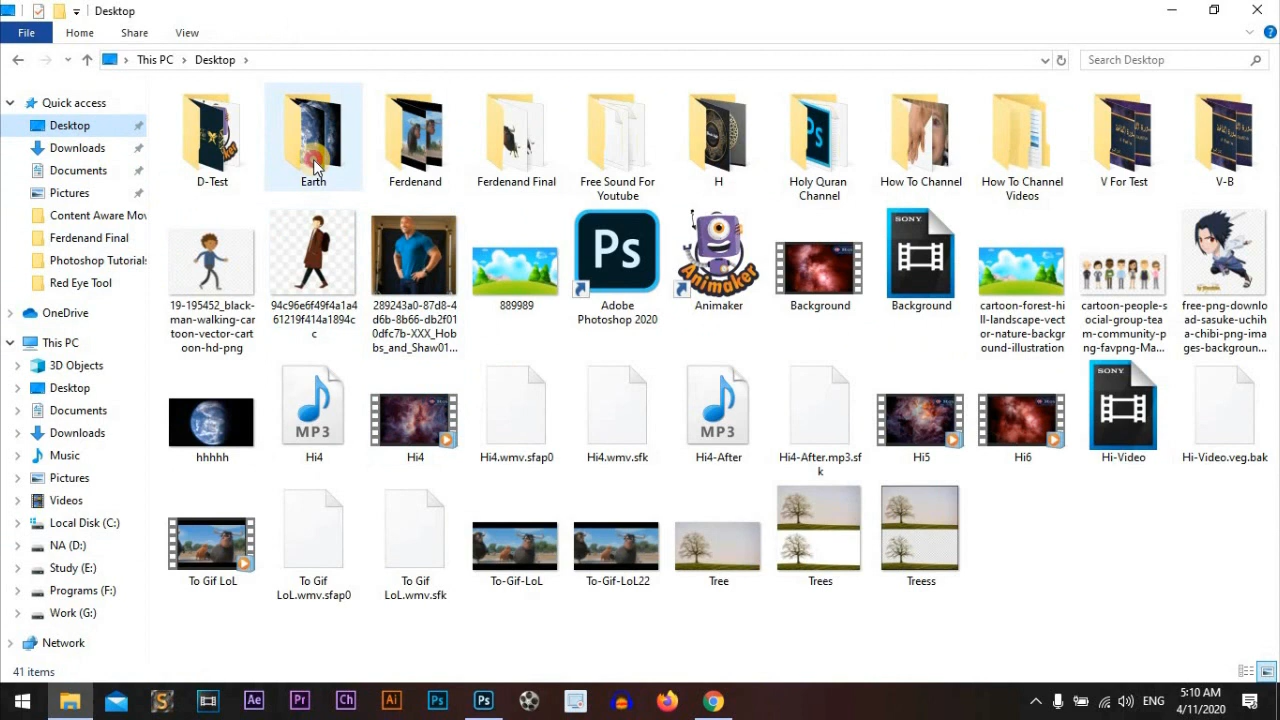 Desktop
File Home Share View
This PC Desktop
Search Desktop
Quick access
Desktop
Downloads
Documents
Pictures
Content Aware Mov
Ferdenand Final
Photoshop Tutorials
Red Eye Tool
OneDrive
This PC
3D Objects
Desktop
Documents
Downloads
Music
Pictures
Videos
Local Disk (C:)
NA (D:)
Study (E:)
Programs (F:)
Work (G:)
Network
D-Test
Earth
Ferdenand
Ferdenand Final
Free Sound For
Youtube
H
Holy Quran
Channel
How To Channel
How To Channel
Videos
V For Test
V-B
19-195452_black-
man-walking-car
toon-vector-cart
oon-hd-png
94c96e6f49f4a1a4
61219f414a1894c
c
289243a0-87d8-4
d6b-8b66-db2f01
0dfc7b-XXX_Hob
bs_and_Shaw01...
889989
Ps
Adobe
Photoshop 2020
Animaker
Animaker
Background
SONY
Background
cartoon-forest-hi
ll-landscape-vect
or-nature-backgr
ound-illustration
cartoon-people-s
ocial-group-tea
m-community-p
ng-favpng-Ma...
free-png-downlo
ad-sasuke-uchih
a-chibi-png-ima
ges-backgroun...
hhhhh
MP3
Hi4
Hi4
Hi4.wmv.sfap0
Hi4.wmv.sfk
MP3
Hi4-After
Hi4-After.mp3.sf
k
Hi5
Hi6
SONY
Hi-Video
Hi-Video.veg.bak
To Gif LoL
To Gif
LoL.wmv.sfap0
To Gif
LoL.wmv.sfk
To-Gif-LoL
To-Gif-LoL22
Tree
Trees
Treess
41 items
S Ae Pr Ch Ai Ps Ps
ENG
5:10 AM
4/11/2020